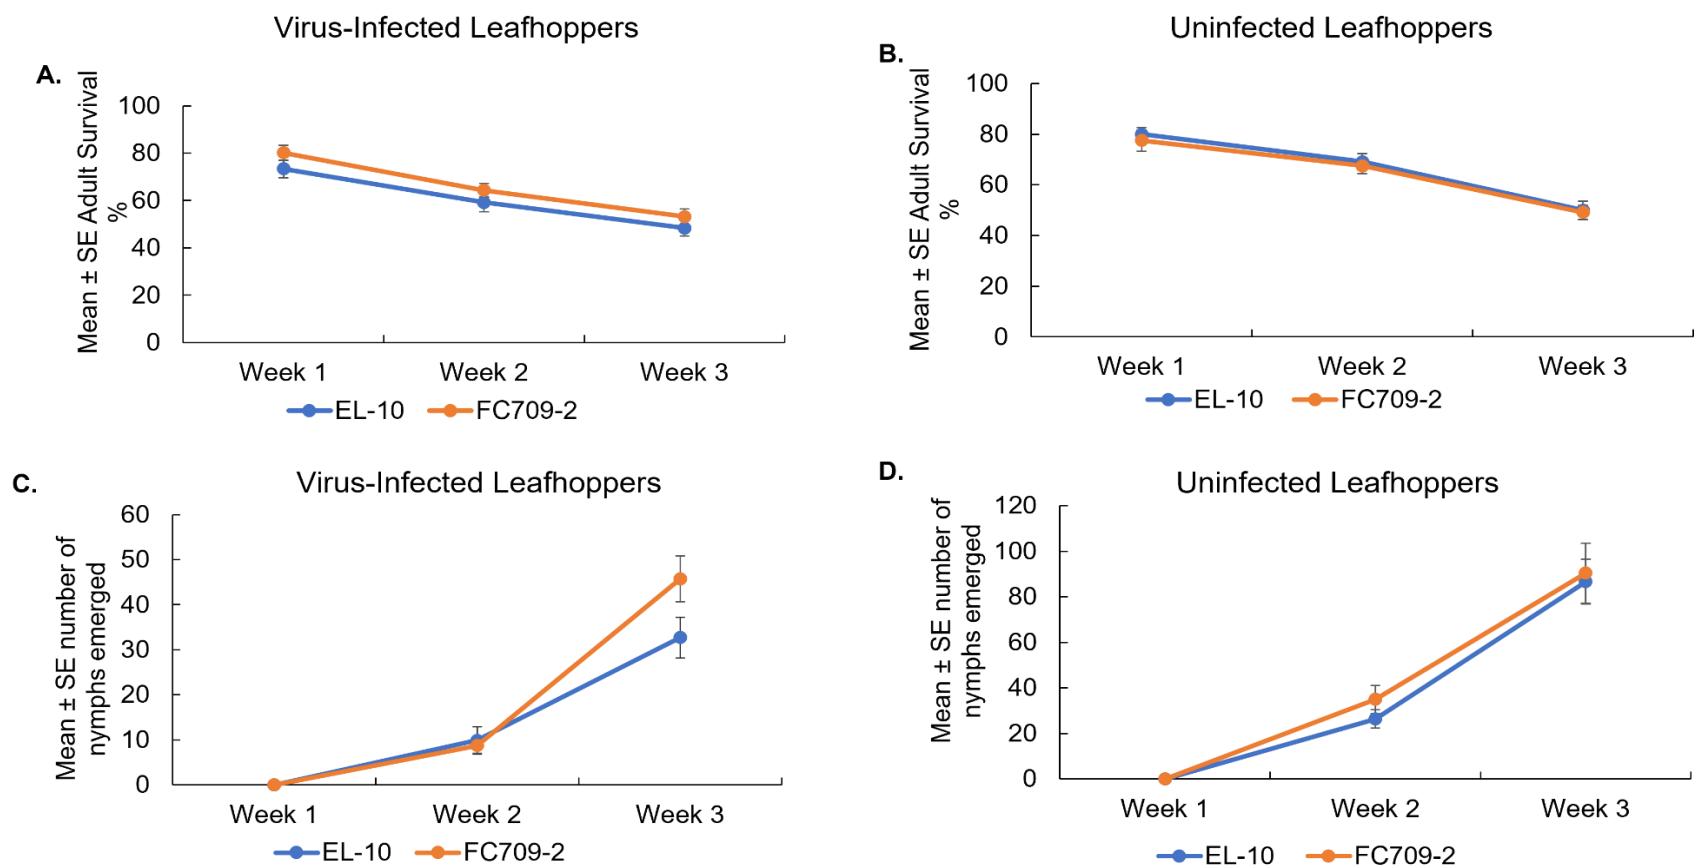 Virus-Infected Leafhoppers
A.
Mean ± SE Adult Survival
%
100
80
60
40
20
0
Week 1 Week 2 Week 3
EL-10 FC709-2
Uninfected Leafhoppers
B.
Mean ± SE Adult Survival
%
100
80
60
40
20
0
Week 1 Week 2 Week 3
EL-10 FC709-2
Virus-Infected Leafhoppers
C.
Mean ± SE number of
nymphs emerged
60
50
40
30
20
10
0
Week 1 Week 2 Week 3
EL-10 FC709-2
Uninfected Leafhoppers
D.
Mean ± SE number of
nymphs emerged
120
100
80
60
40
20
0
Week 1 Week 2 Week 3
EL-10 FC709-2